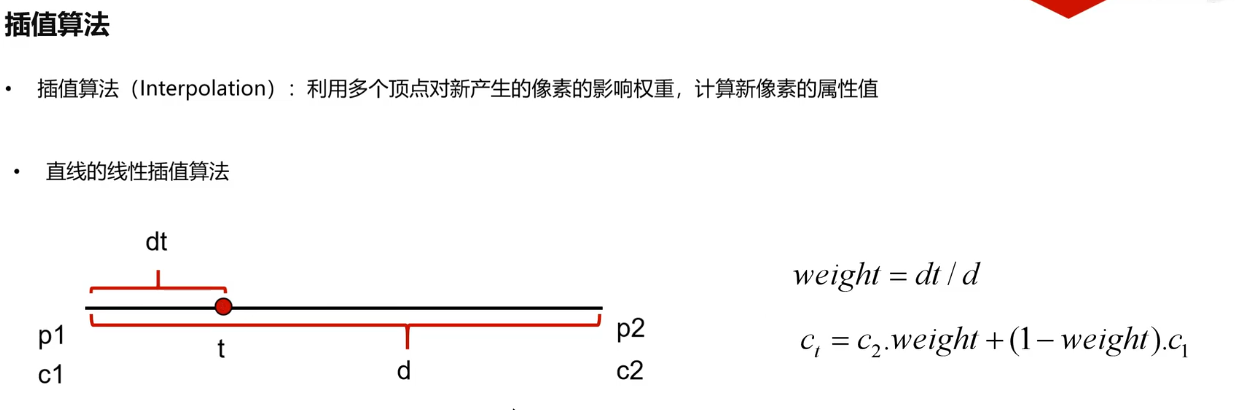 插值算法
• 插值算法（Interpolation）：利用多个顶点对新产生的像素的影响权重，计算新像素的属性值
• 直线的线性插值算法
dt
weight = dt / d
p1 t p2
c_t = c_2.weight + (1 − weight).c_1
c1 d c2